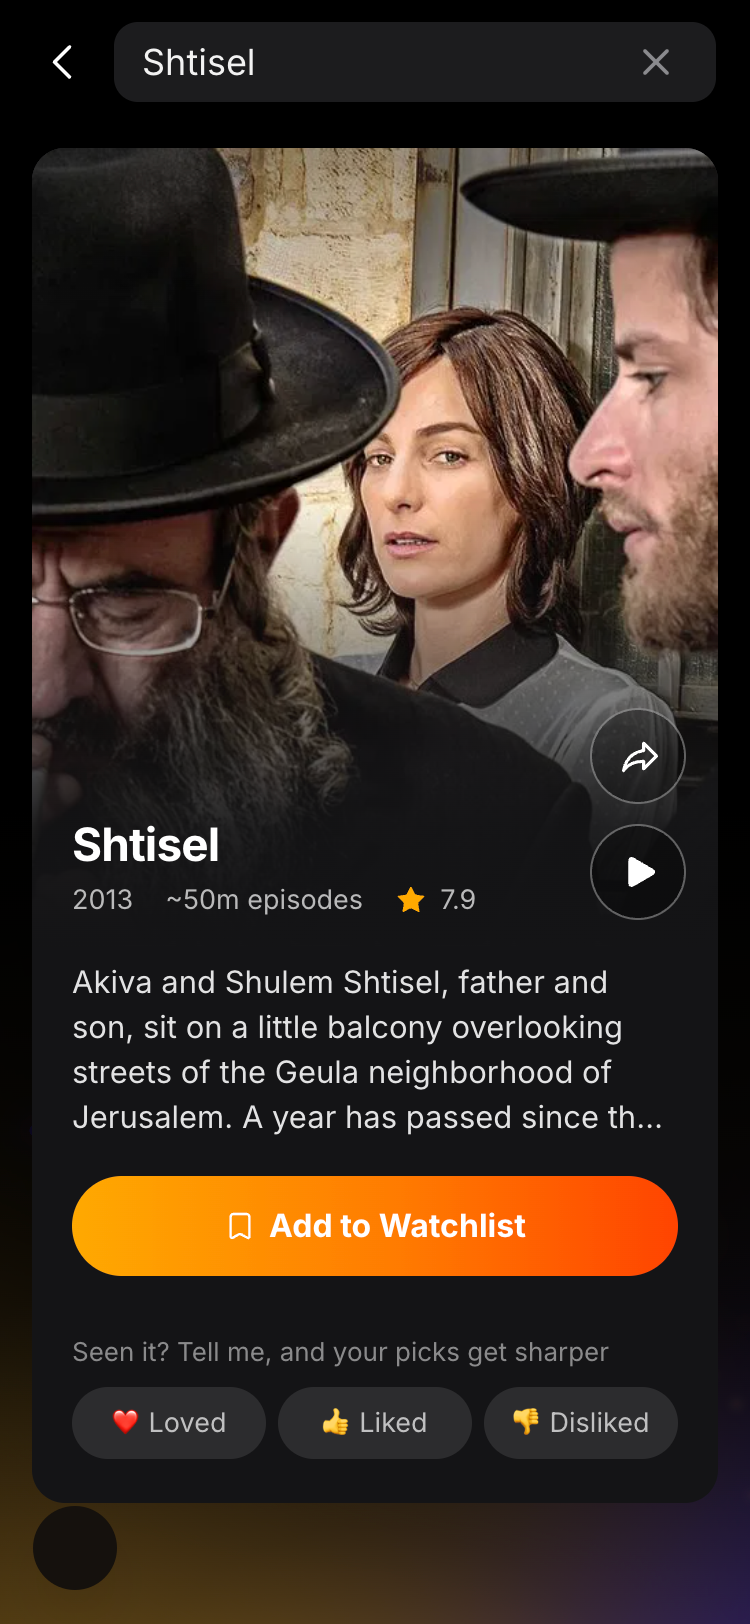 Shtisel
Shtisel
2013 ~50m episodes 7.9
Akiva and Shulem Shtisel, father and
son, sit on a little balcony overlooking
streets of the Geula neighborhood of
Jerusalem. A year has passed since th...
Add to Watchlist
Seen it? Tell me, and your picks get sharper
Loved Liked Disliked